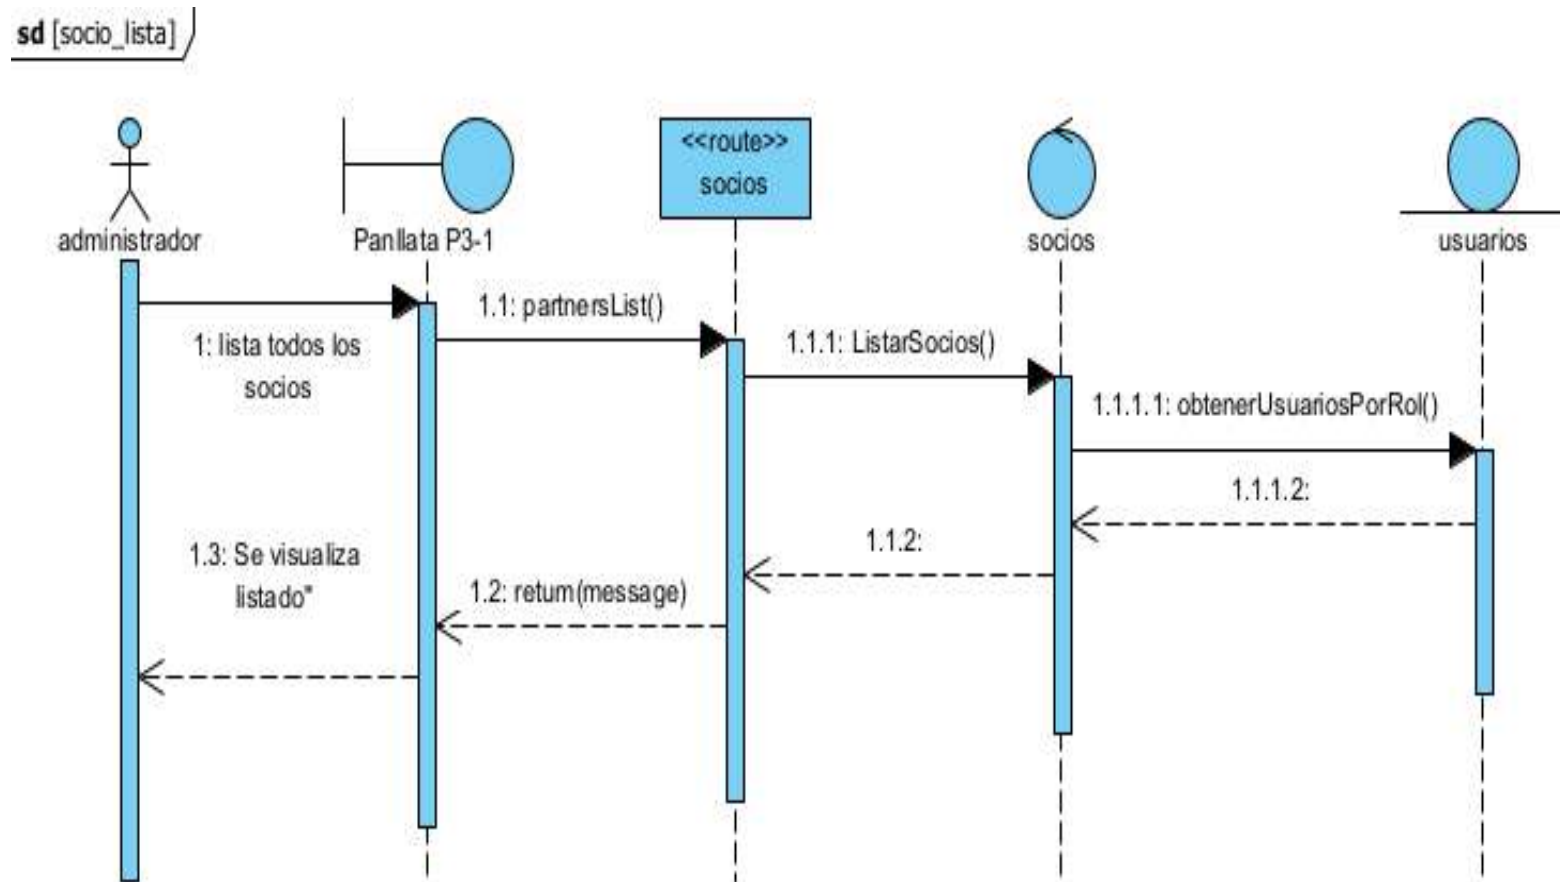 sd [socio_lista]
<<route>>
socios
administrador
Panllata P3-1
socios
usuarios
1: lista todos los
socios
1.1: partnersList()
1.1.1: ListarSocios()
1.1.1.1: obtenerUsuariosPorRol()
1.1.1.2:
1.1.2:
1.2: return(message)
1.3: Se visualiza
listado"